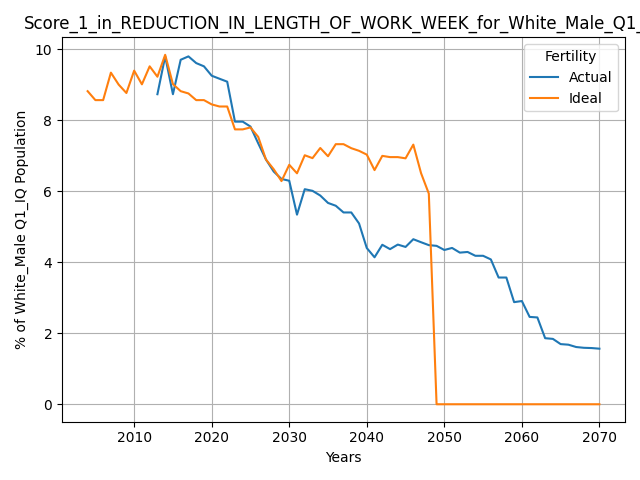 Score_1_in_REDUCTION_IN_LENGTH_OF_WORK_WEEK_for_White_Male_Q1_
Fertility
Actual
Ideal
% of White_Male Q1_IQ Population
10
8
6
4
2
0
2010 2020 2030 2040 2050 2060 2070
Years